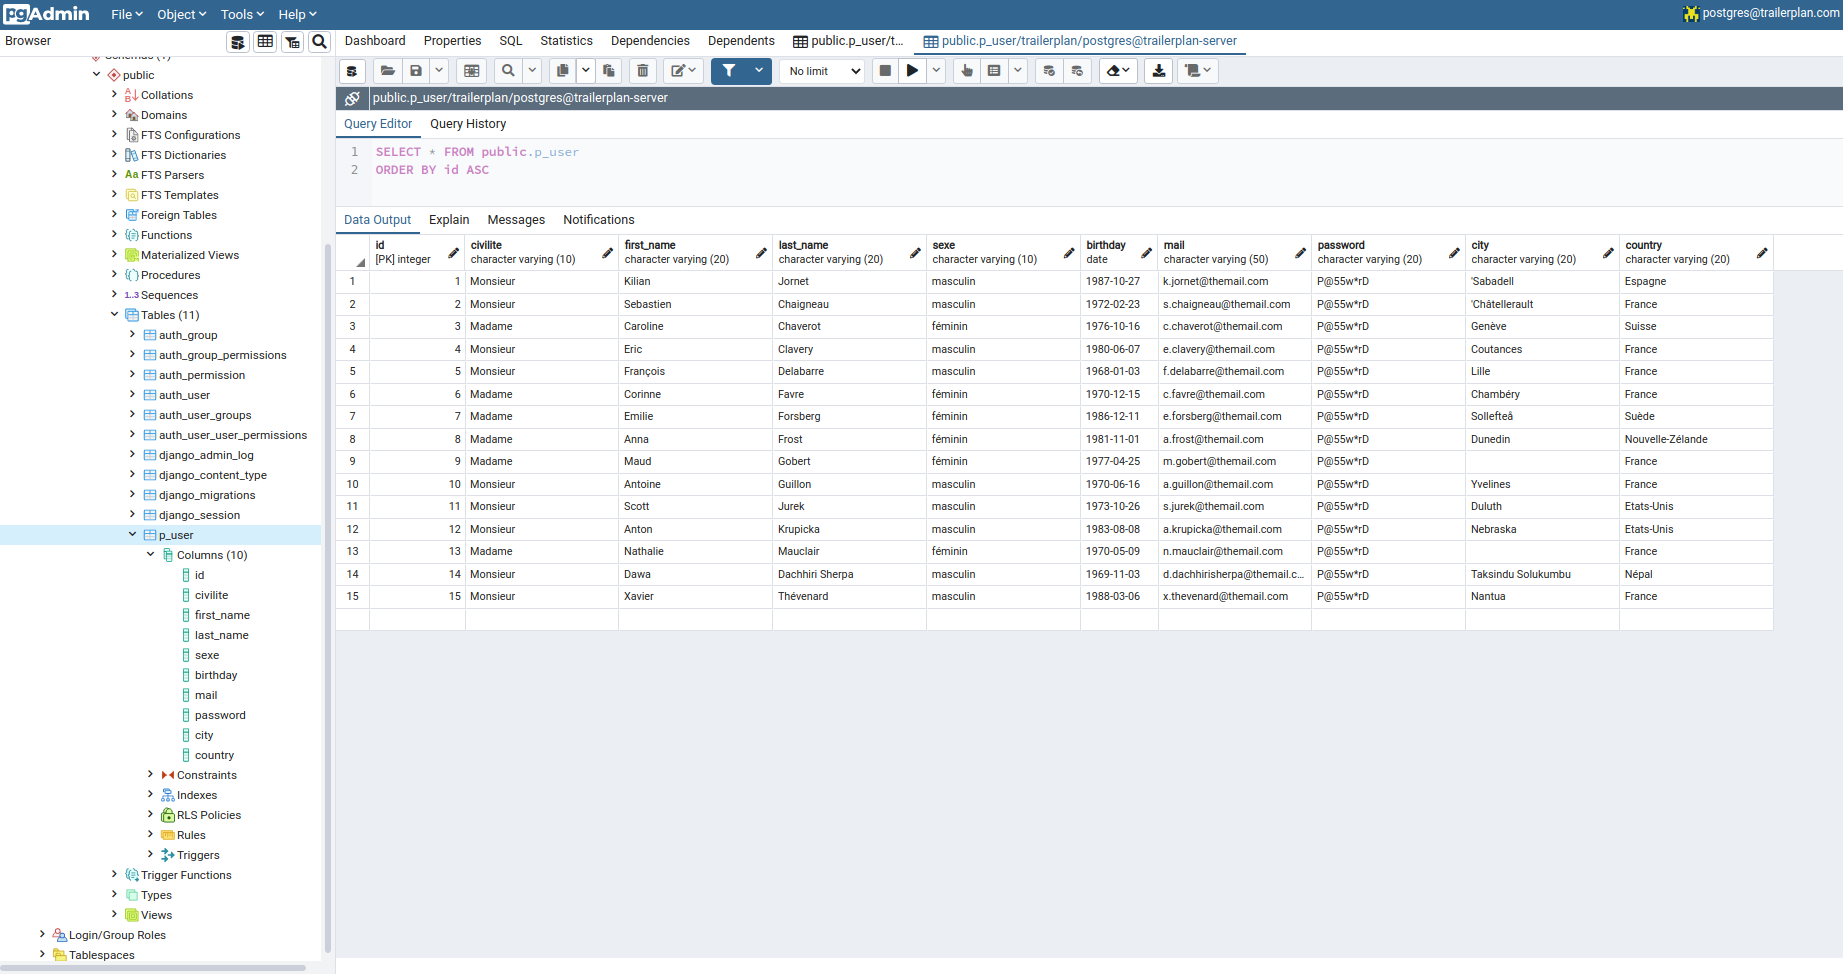 pgAdmin File Object Tools Help postgres@trailerplan.com
Browser
Dashboard Properties SQL Statistics Dependencies Dependents public.p_user/t... public.p_user/trailerplan/postgres@trailerplan-server
No limit
public.p_user/trailerplan/postgres@trailerplan-server
Query Editor Query History
1 SELECT * FROM public.p_user
2 ORDER BY id ASC
Schemas (1)
public
Collations
Domains
FTS Configurations
FTS Dictionaries
Aa FTS Parsers
FTS Templates
Foreign Tables
Functions
Materialized Views
Procedures
1..3 Sequences
Tables (11)
auth_group
auth_group_permissions
auth_permission
auth_user
auth_user_groups
auth_user_user_permissions
django_admin_log
django_content_type
django_migrations
django_session
p_user
Columns (10)
id
civilite
first_name
last_name
sexe
birthday
mail
password
city
country
Constraints
Indexes
RLS Policies
Rules
Triggers
Trigger Functions
Types
Views
Login/Group Roles
Tablespaces
Data Output Explain Messages Notifications
id civilite first_name last_name sexe birthday mail password city country
[PK] integer character varying (10) character varying (20) character varying (20) character varying (10) date character varying (50) character varying (20) character varying (20) character varying (20)
1 1 Monsieur Kilian Jornet masculin 1987-10-27 k.jornet@themail.com P@55w*rD 'Sabadell Espagne
2 2 Monsieur Sebastien Chaigneau masculin 1972-02-23 s.chaigneau@themail.com P@55w*rD 'Châtellerault France
3 3 Madame Caroline Chaverot féminin 1976-10-16 c.chaverot@themail.com P@55w*rD Genève Suisse
4 4 Monsieur Eric Clavery masculin 1980-06-07 e.clavery@themail.com P@55w*rD Coutances France
5 5 Monsieur François Delabarre masculin 1968-01-03 f.delabarre@themail.com P@55w*rD Lille France
6 6 Madame Corinne Favre féminin 1970-12-15 c.favre@themail.com P@55w*rD Chambéry France
7 7 Madame Emilie Forsberg féminin 1986-12-11 e.forsberg@themail.com P@55w*rD Sollefteå Suède
8 8 Madame Anna Frost féminin 1981-11-01 a.frost@themail.com P@55w*rD Dunedin Nouvelle-Zélande
9 9 Madame Maud Gobert féminin 1977-04-25 m.gobert@themail.com P@55w*rD France
10 10 Monsieur Antoine Guillon masculin 1970-06-16 a.guillon@themail.com P@55w*rD Yvelines France
11 11 Monsieur Scott Jurek masculin 1973-10-26 s.jurek@themail.com P@55w*rD Duluth Etats-Unis
12 12 Monsieur Anton Krupicka masculin 1983-08-08 a.krupicka@themail.com P@55w*rD Nebraska Etats-Unis
13 13 Madame Nathalie Mauclair féminin 1970-05-09 n.mauclair@themail.com P@55w*rD France
14 14 Monsieur Dawa Dachhiri Sherpa masculin 1969-11-03 d.dachhirisherpa@themail.c... P@55w*rD Taksindu Solukumbu Népal
15 15 Monsieur Xavier Thévenard masculin 1988-03-06 x.thevenard@themail.com P@55w*rD Nantua France